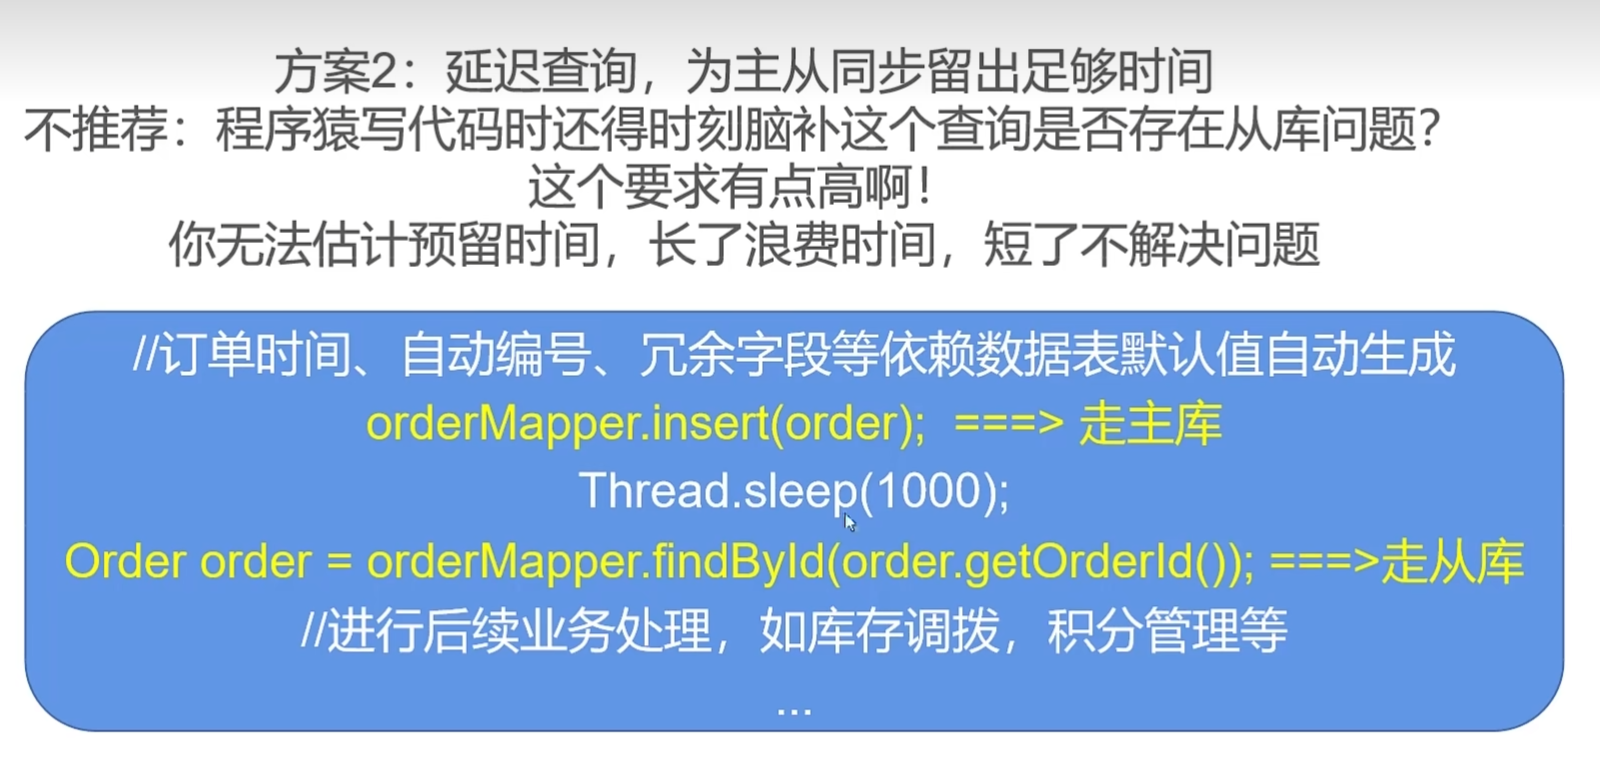 方案2：延迟查询，为主从同步留出足够时间
不推荐：程序猿写代码时还得时刻脑补这个查询是否存在从库问题？
这个要求有点高啊！
你无法估计预留时间，长了浪费时间，短了不解决问题
//订单时间、自动编号、冗余字段等依赖数据表默认值自动生成
orderMapper.insert(order); ===> 走主库
Thread.sleep(1000);
Order order = orderMapper.findById(order.getOrderId()); ===>走从库
//进行后续业务处理，如库存调拨，积分管理等
...